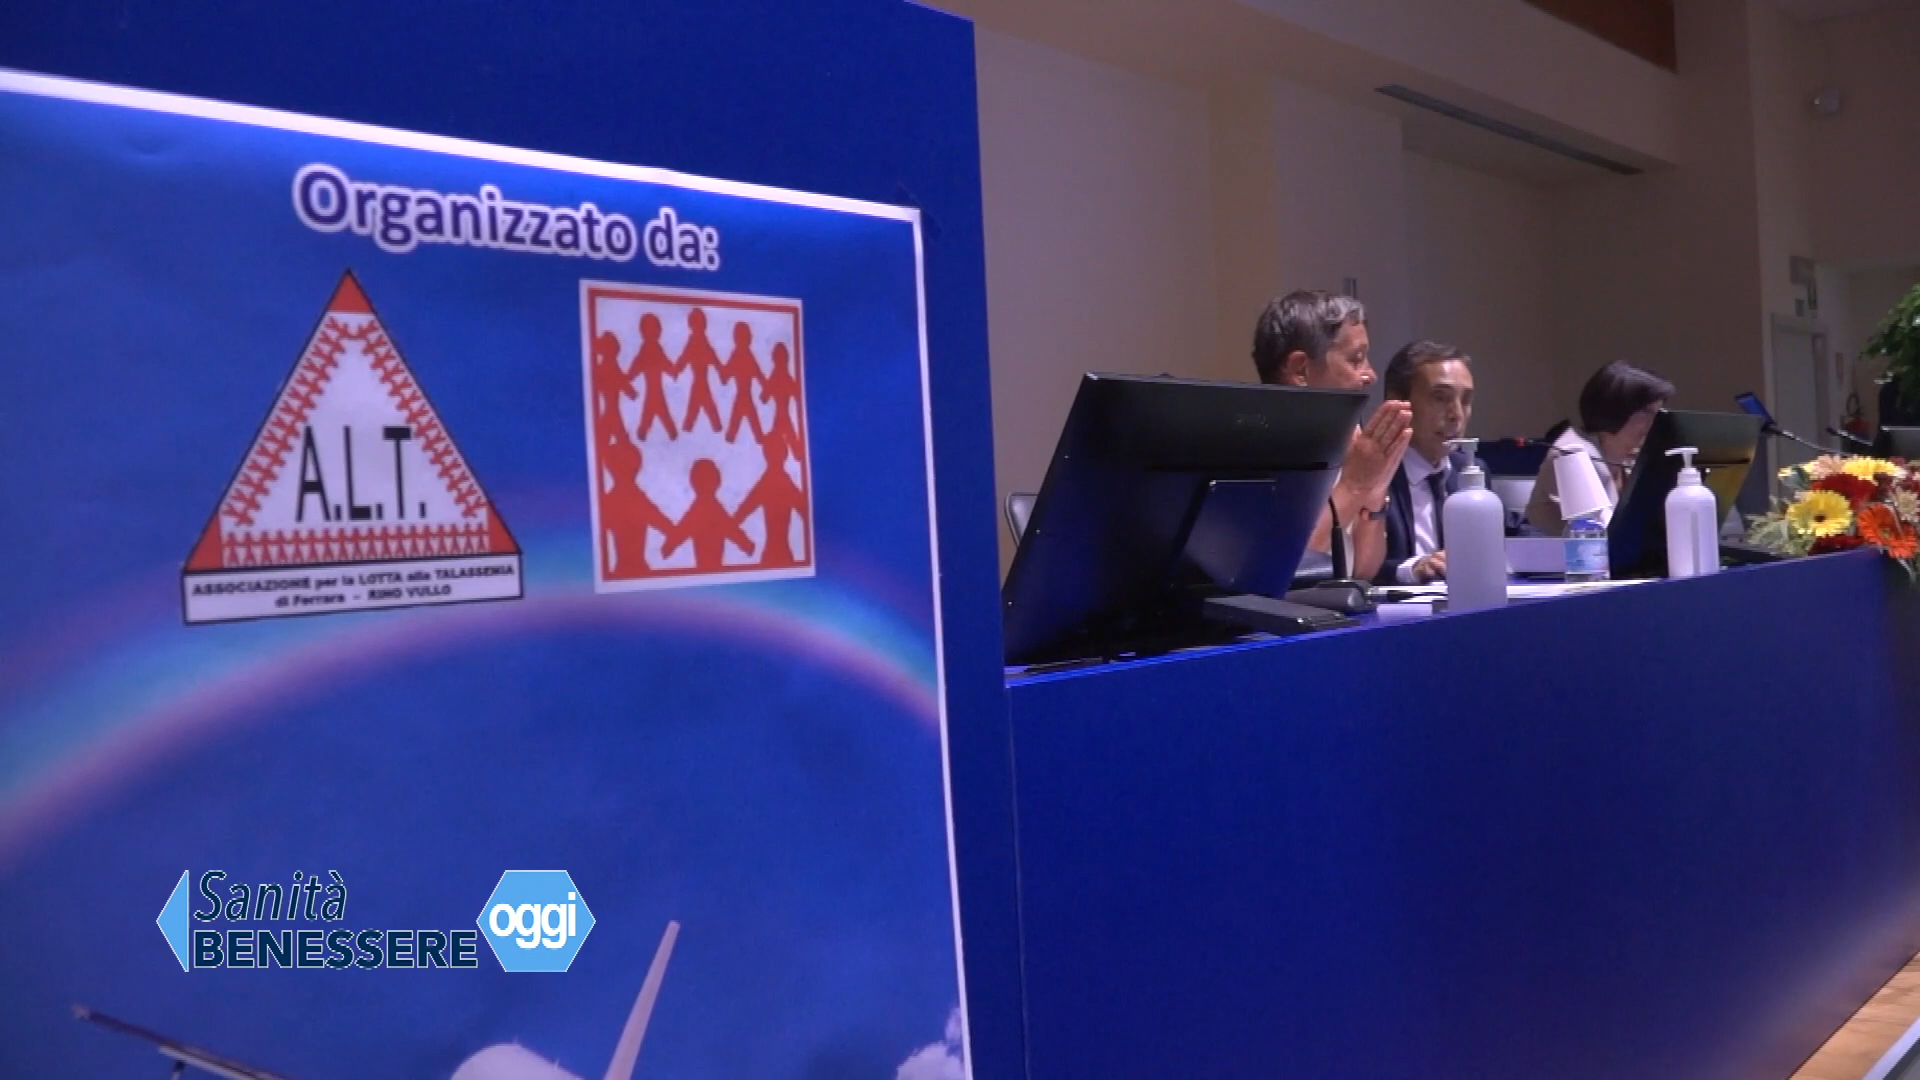 Organizzato da:
A.L.T.
ASSOCIAZIONE per la LOTTA alla TALASSEMIA
di Ferrara - RINO VULLO
Sanità
BENESSERE
oggi